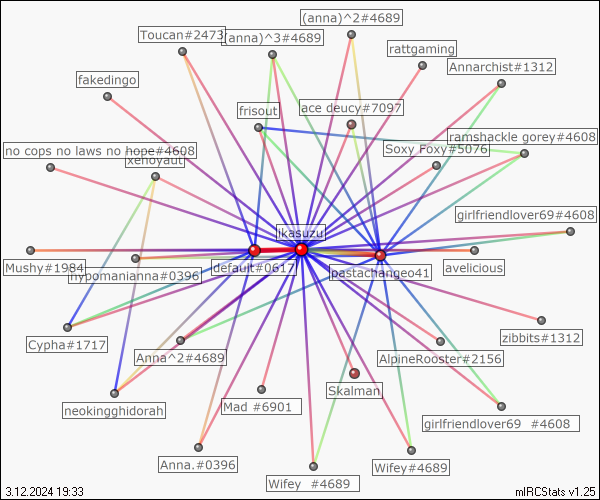 (anna)^2#4689
Toucan#2473
(anna)^3#4689
rattgaming
Annarchist#1312
fakedingo
frisout
ace deucy#7097
ramshackle gorey#4608
no cops no laws no hope#4608
xenoyaut
Soxy Foxy#5076
girlfriendlover69#4608
ikasuzu
Mushy#1984
hypomanianna#0396
default#0617
pastachangeo41
avelicious
zibbits#1312
Cypha#1717
Anna^2#4689
AlpineRooster#2156
neokingghidorah
Mad #6901
Skalman
girlfriendlover69 #4608
Anna.#0396
Wifey #4689
Wifey#4689
3.12.2024 19:33
mIRCStats v1.25